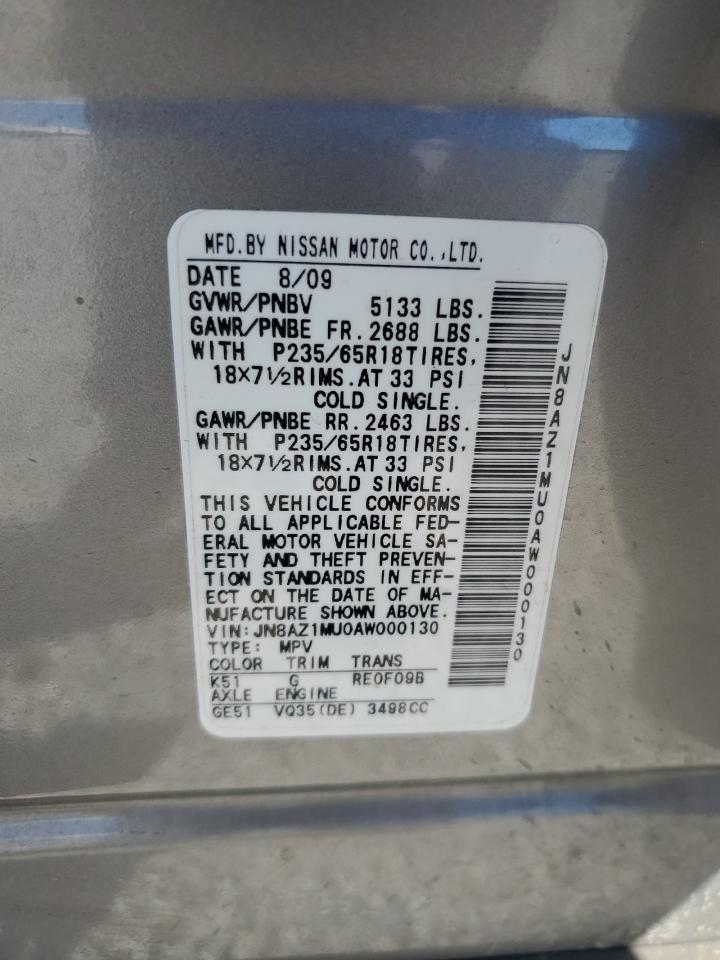 MFD.BY NISSAN MOTOR CO.,LTD.
DATE 8/09
GVWR/PNBV 5133 LBS.
GAWR/PNBE FR.2688 LBS.
WITH P235/65R18TIRES,
18×7½RIMS.AT 33 PSI
COLD SINGLE.
GAWR/PNBE RR.2463 LBS.
WITH P235/65R18TIRES,
18×7½RIMS.AT 33 PSI
COLD SINGLE.
THIS VEHICLE CONFORMS
TO ALL APPLICABLE FED-
ERAL MOTOR VEHICLE SA-
FETY AND THEFT PREVEN-
TION STANDARDS IN EFF-
ECT ON THE DATE OF MA-
NUFACTURE SHOWN ABOVE.
VIN:JN8AZ1MU0AW000130
TYPE: MPV
COLOR TRIM TRANS
K51 G RE0F09B
AXLE ENGINE
GE51 VQ35(DE) 3498CC
JN8AZ1MU0AW000130